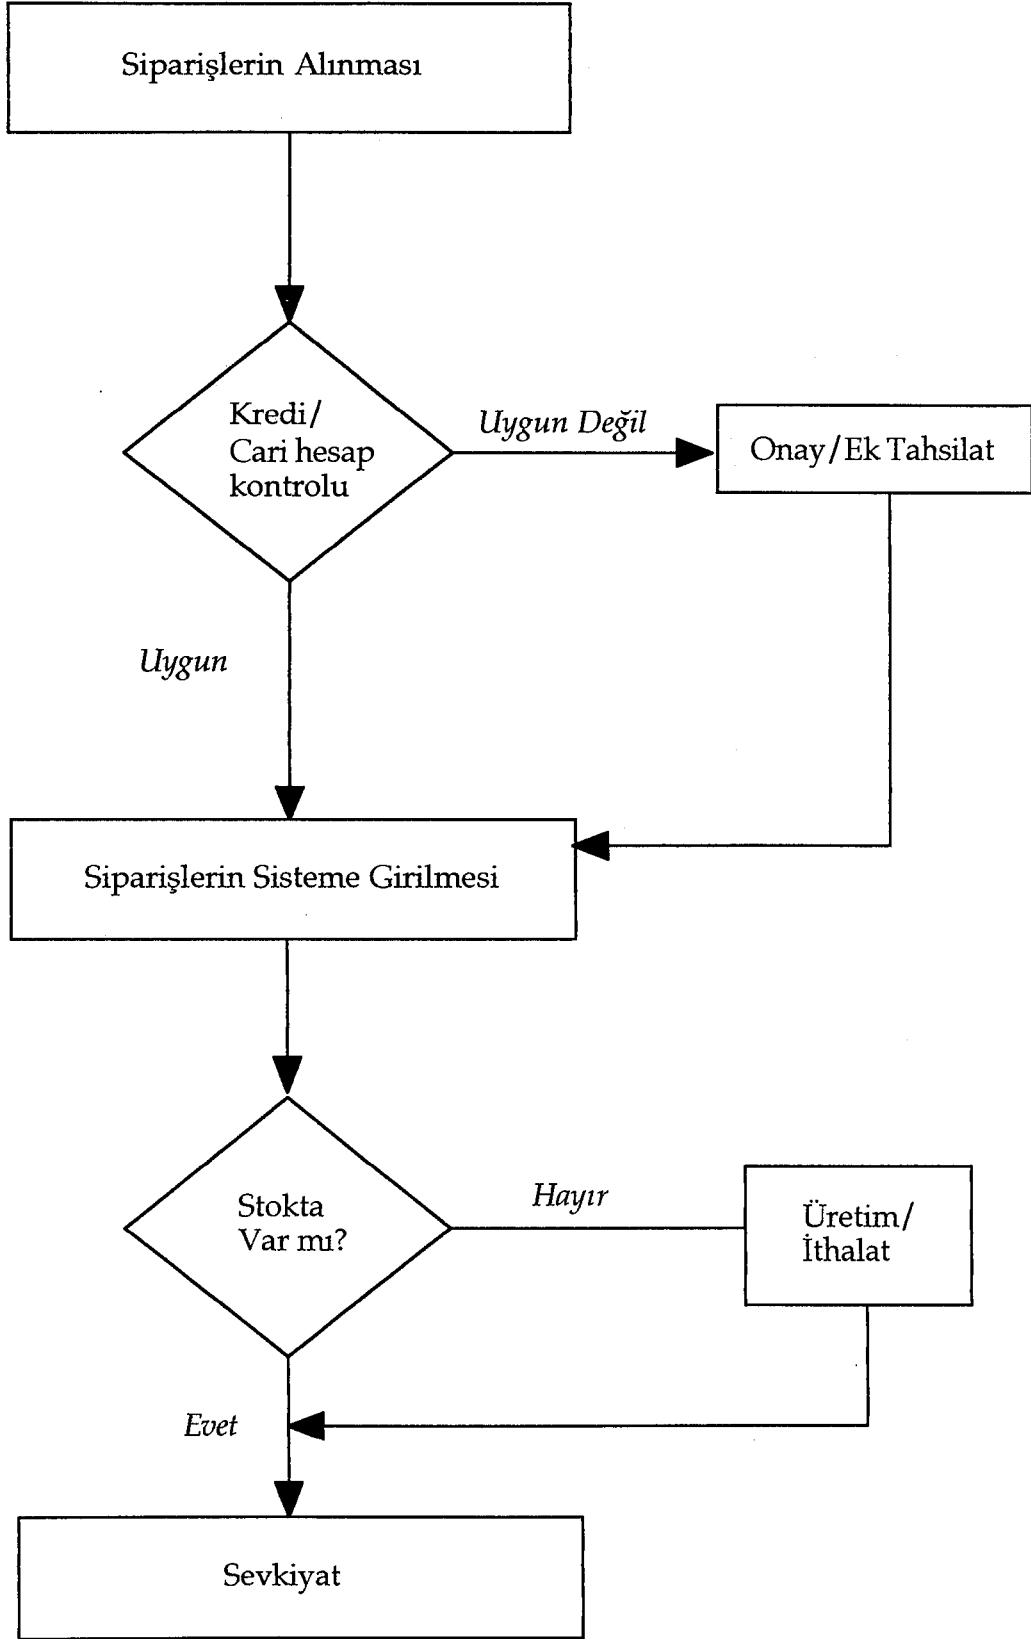 Siparişlerin Alınması
Kredi/
Cari hesap
kontrolu
Uygun Değil
Onay/Ek Tahsilat
Uygun
Siparişlerin Sisteme Girilmesi
Stokta
Var mı?
Hayır
Üretim/
İthalat
Evet
Sevkiyat